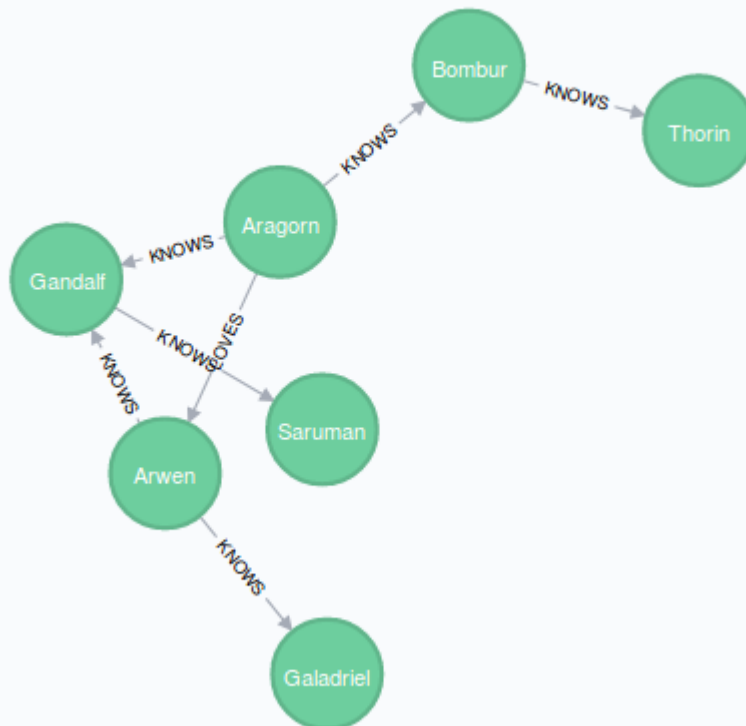 Bombur
KNOWS
Thorin
KNOWS
Aragorn
KNOWS
Gandalf
LOVES
KNOWS
KNOWS
Saruman
Arwen
KNOWS
Galadriel